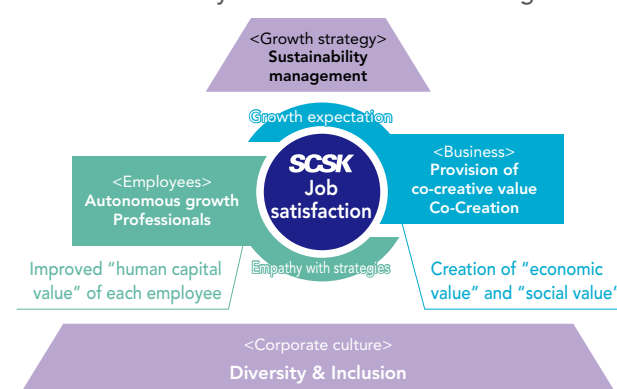 <Growth strategy>
Sustainability
management
Growth expectation
SCSK
Job
satisfaction
<Employees>
Autonomous growth
Professionals
<Business>
Provision of
co-creative value
Co-Creation
Empathy with strategies
Improved “human capital
value” of each employee
Creation of “economic
value” and “social value”
<Corporate culture>
Diversity & Inclusion